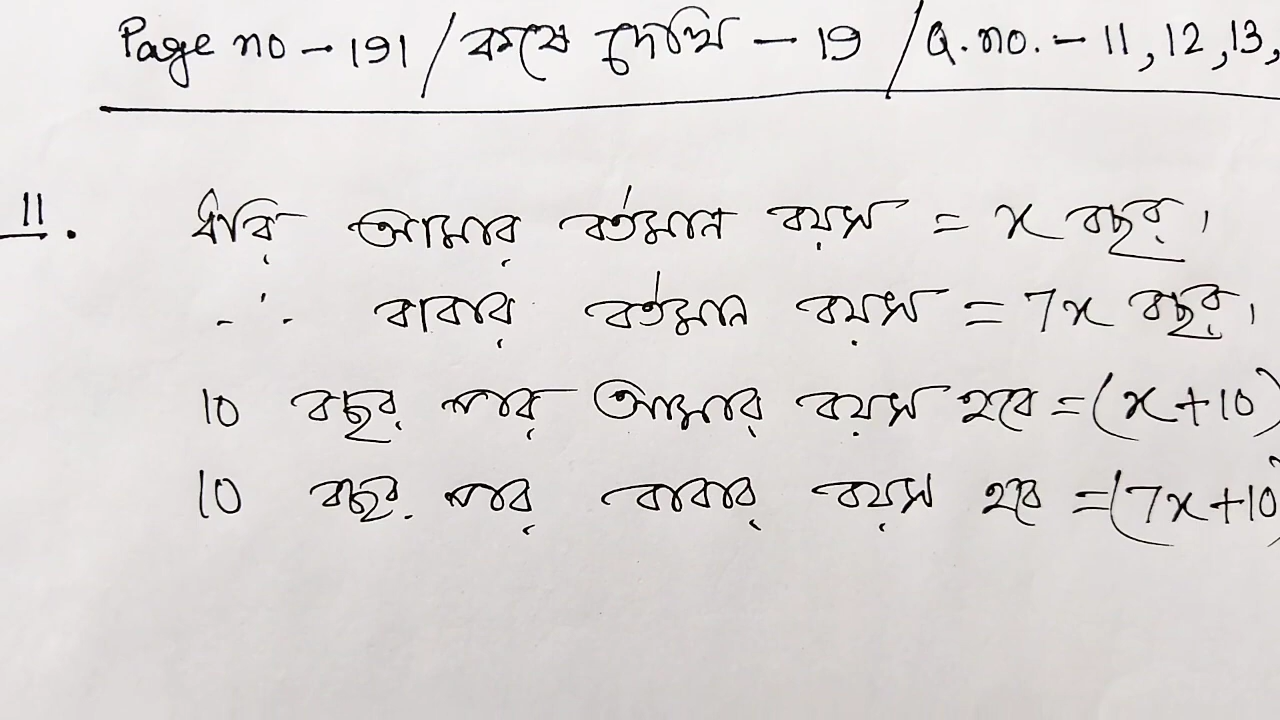 Page no - 191 / কষে দেখি - 19 / Q. no. - 11, 12, 13,
11. ধরি আমার বর্তমান বয়স = x বছর।
∴ বাবার বর্তমান বয়স = 7x বছর।
10 বছর পর আমার বয়স হবে = (x+10)
10 বছর পর বাবার বয়স হবে = (7x+10)